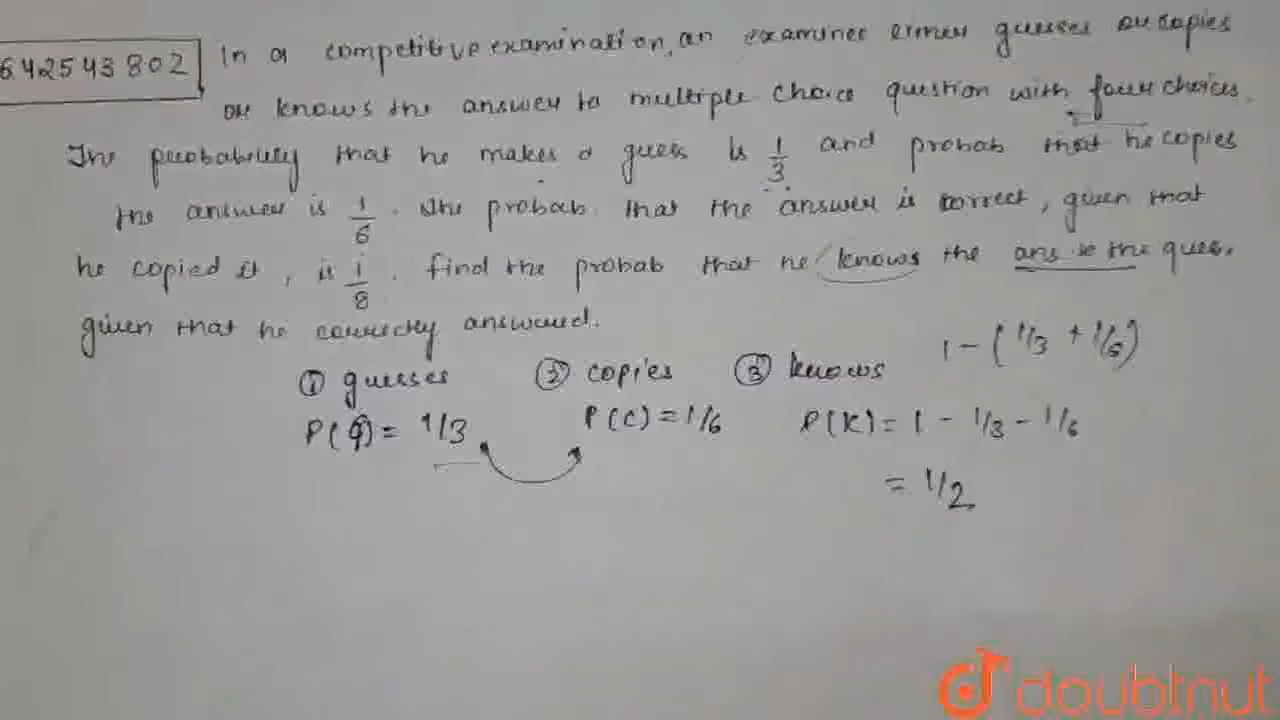 642543802
In a competitive examination, an examinee either guesses or copies
or knows the answer to multiple choice question with four choices.
The probability that he makes a guess is 1/3 and probab that he copies
the answer is 1/6. The probab. that the answer is correct, given that
he copied it, is 1/8. find the probab that he knows the ans to the ques.
given that he correctly answered.
1 - (1/3 + 1/6)
① guesses ② copies ③ knows
P(G) = 1/3 P(C) = 1/6 P(K) = 1 - 1/3 - 1/6
= 1/2
doubtnut